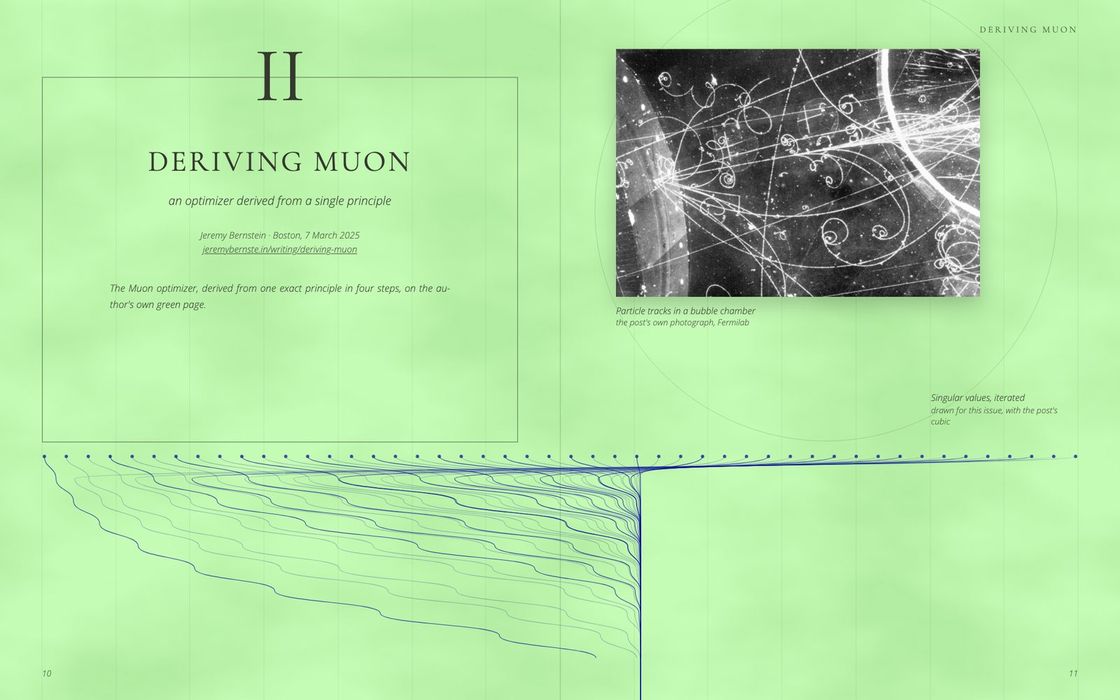 DERIVING MUON
II
DERIVING MUON
an optimizer derived from a single principle
Jeremy Bernstein · Boston, 7 March 2025
jeremybernste.in/writing/deriving-muon
The Muon optimizer, derived from one exact principle in four steps, on the au-
thor's own green page.
Particle tracks in a bubble chamber
the post's own photograph, Fermilab
Singular values, iterated
drawn for this issue, with the post's
cubic
10
11